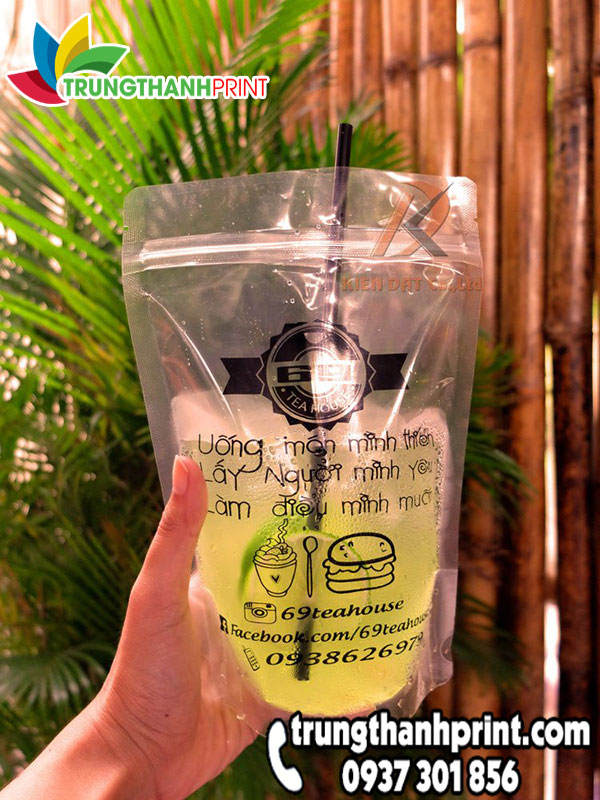 TRUNGTHANHPRINT
KIEN DAT CO.,Ltd
69!
TEA HOUSE
Uống món mình thích
Lấy Người mình yêu
Làm điều mình muốn
69teahouse
Facebook.com/69teahouse
0938626979
trungthanhprint.com
0937 301 856